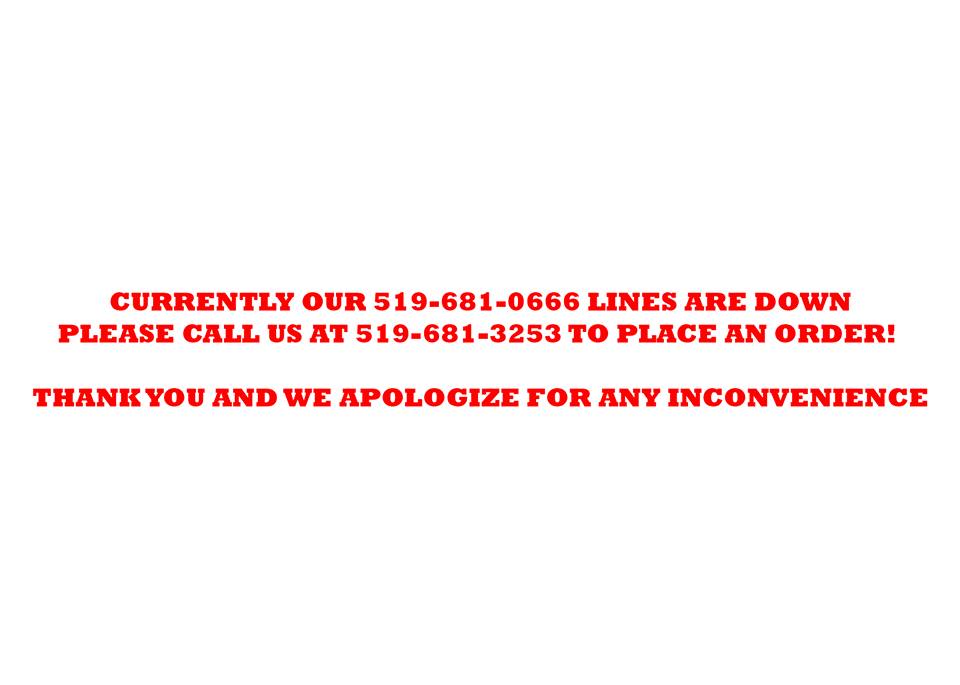 CURRENTLY OUR 519-681-0666 LINES ARE DOWN
PLEASE CALL US AT 519-681-3253 TO PLACE AN ORDER!
THANK YOU AND WE APOLOGIZE FOR ANY INCONVENIENCE